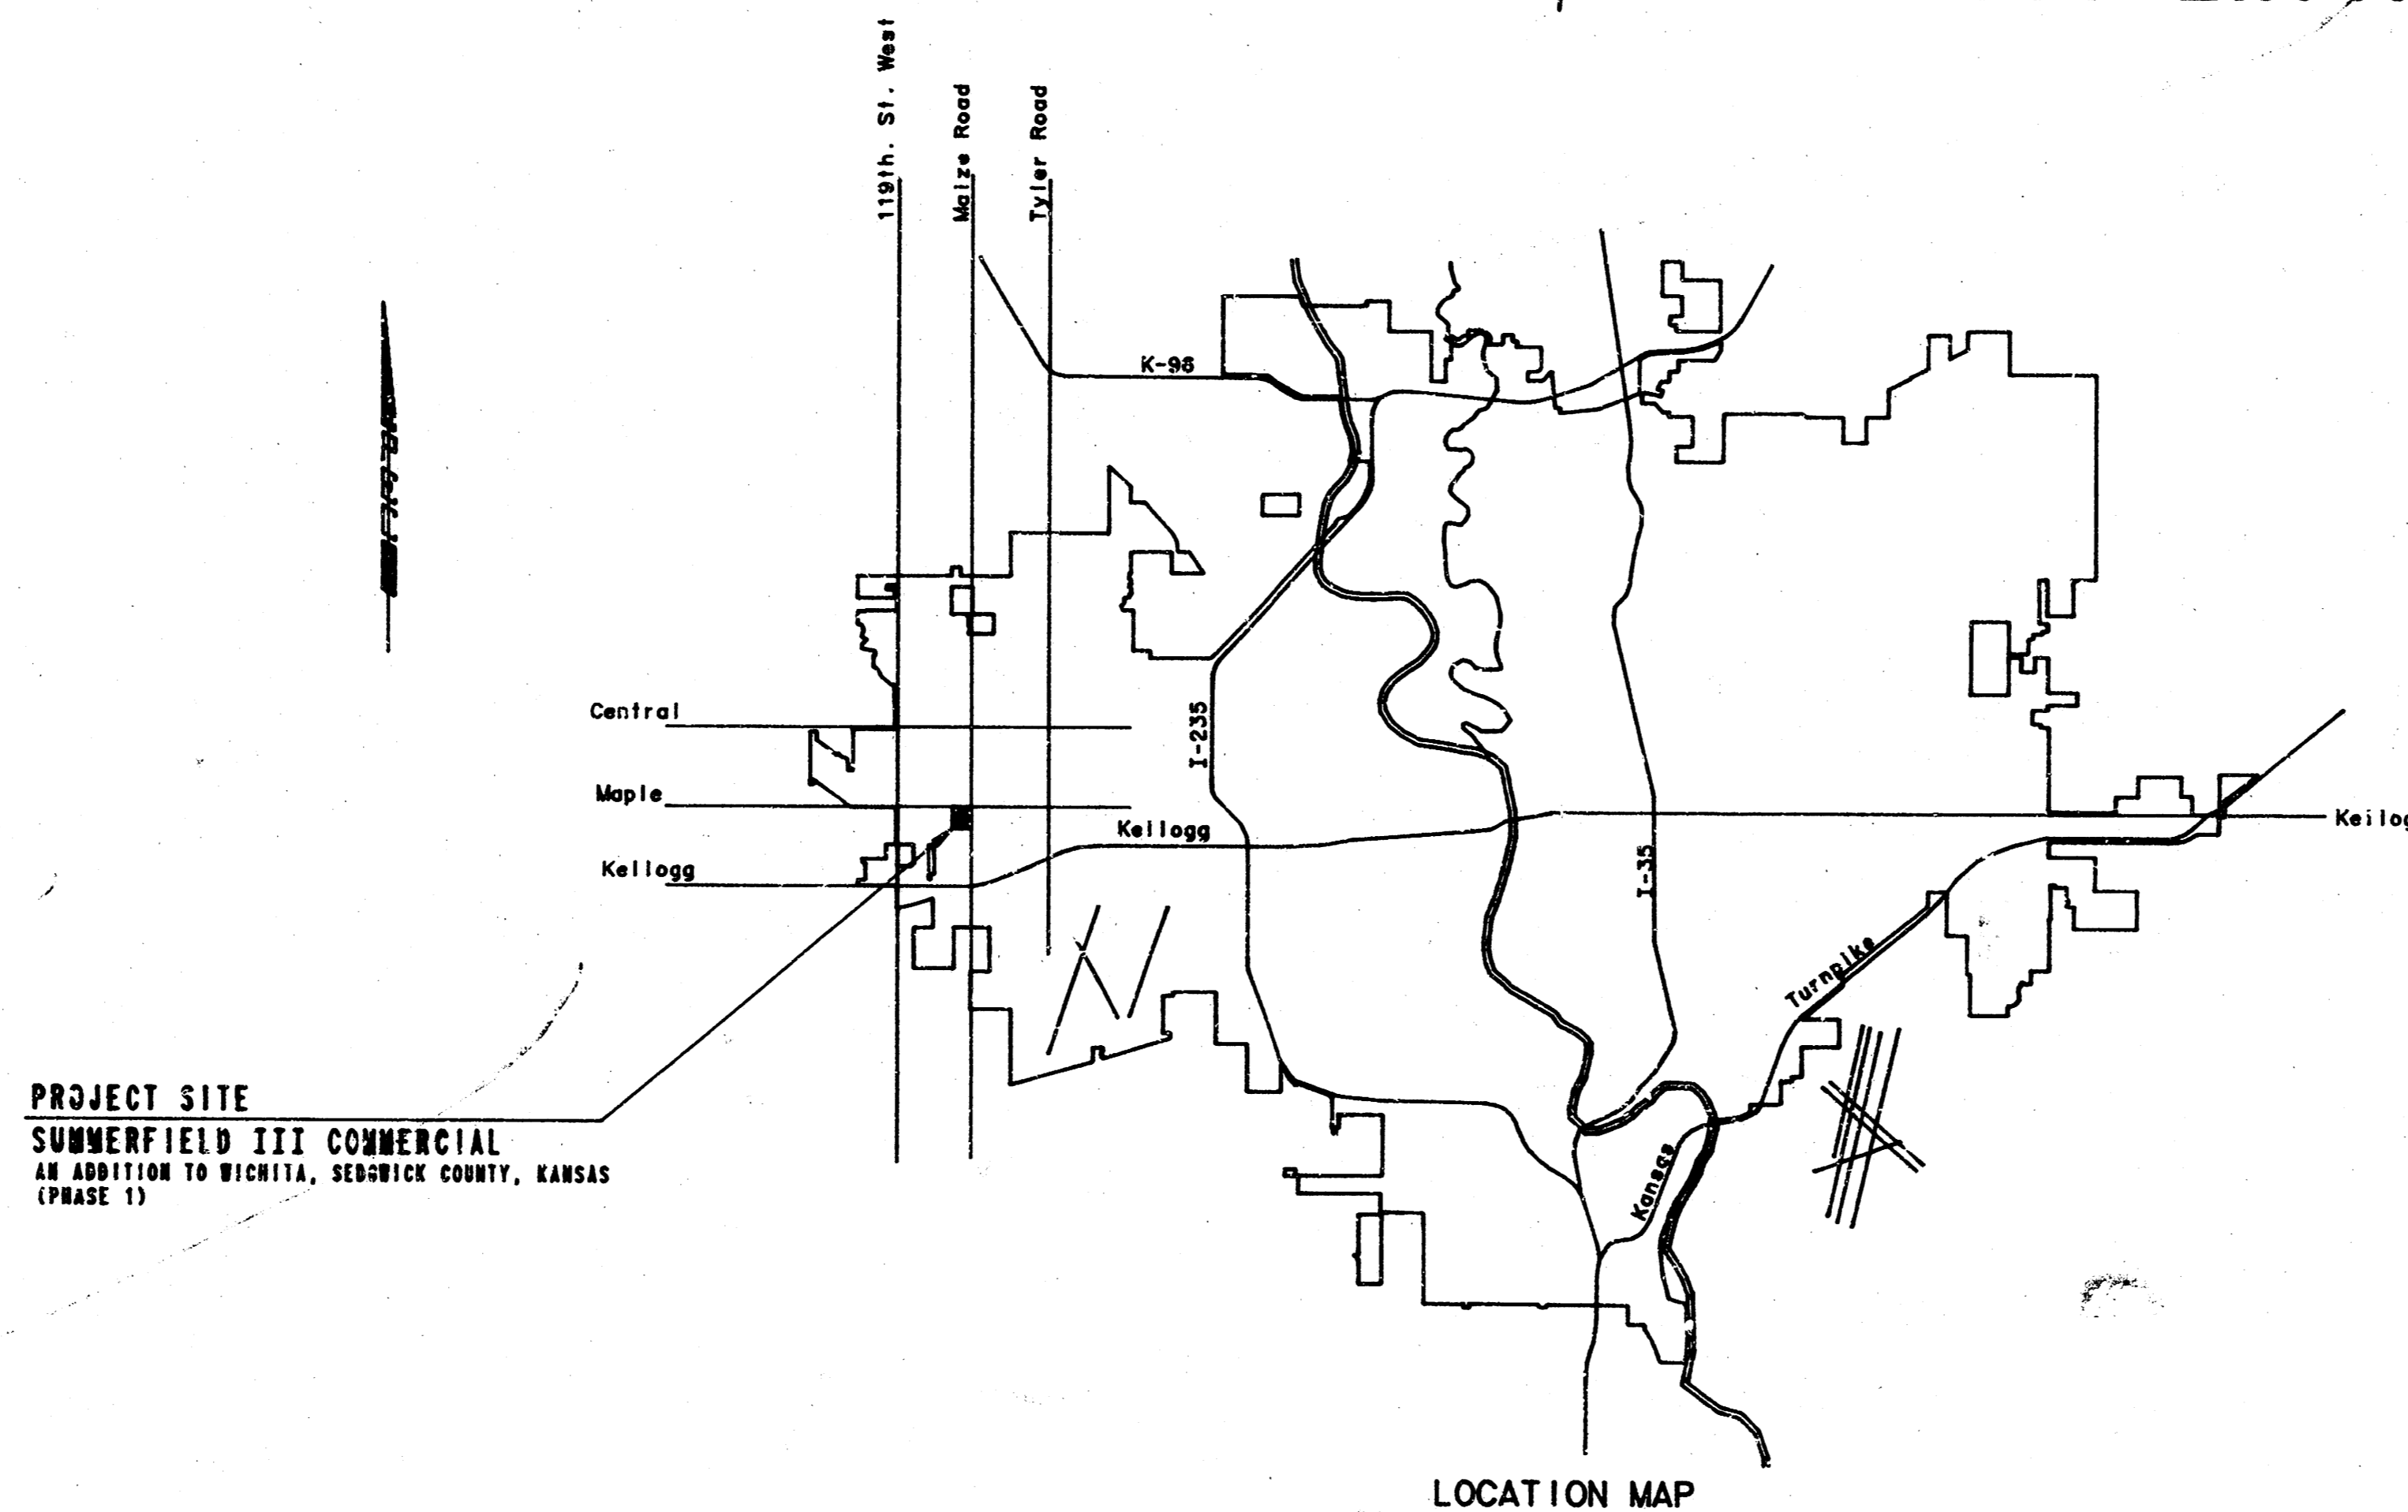 119th. St. West
Maize Road
Tyler Road
K-96
Central
I-235
Maple
Kellogg
Kellogg
Kellogg
I-35
Turnpike
PROJECT SITE
SUMMERFIELD III COMMERCIAL
AN ADDITION TO WICHITA, SEDGWICK COUNTY, KANSAS
(PHASE 1)
Kansas
LOCATION MAP